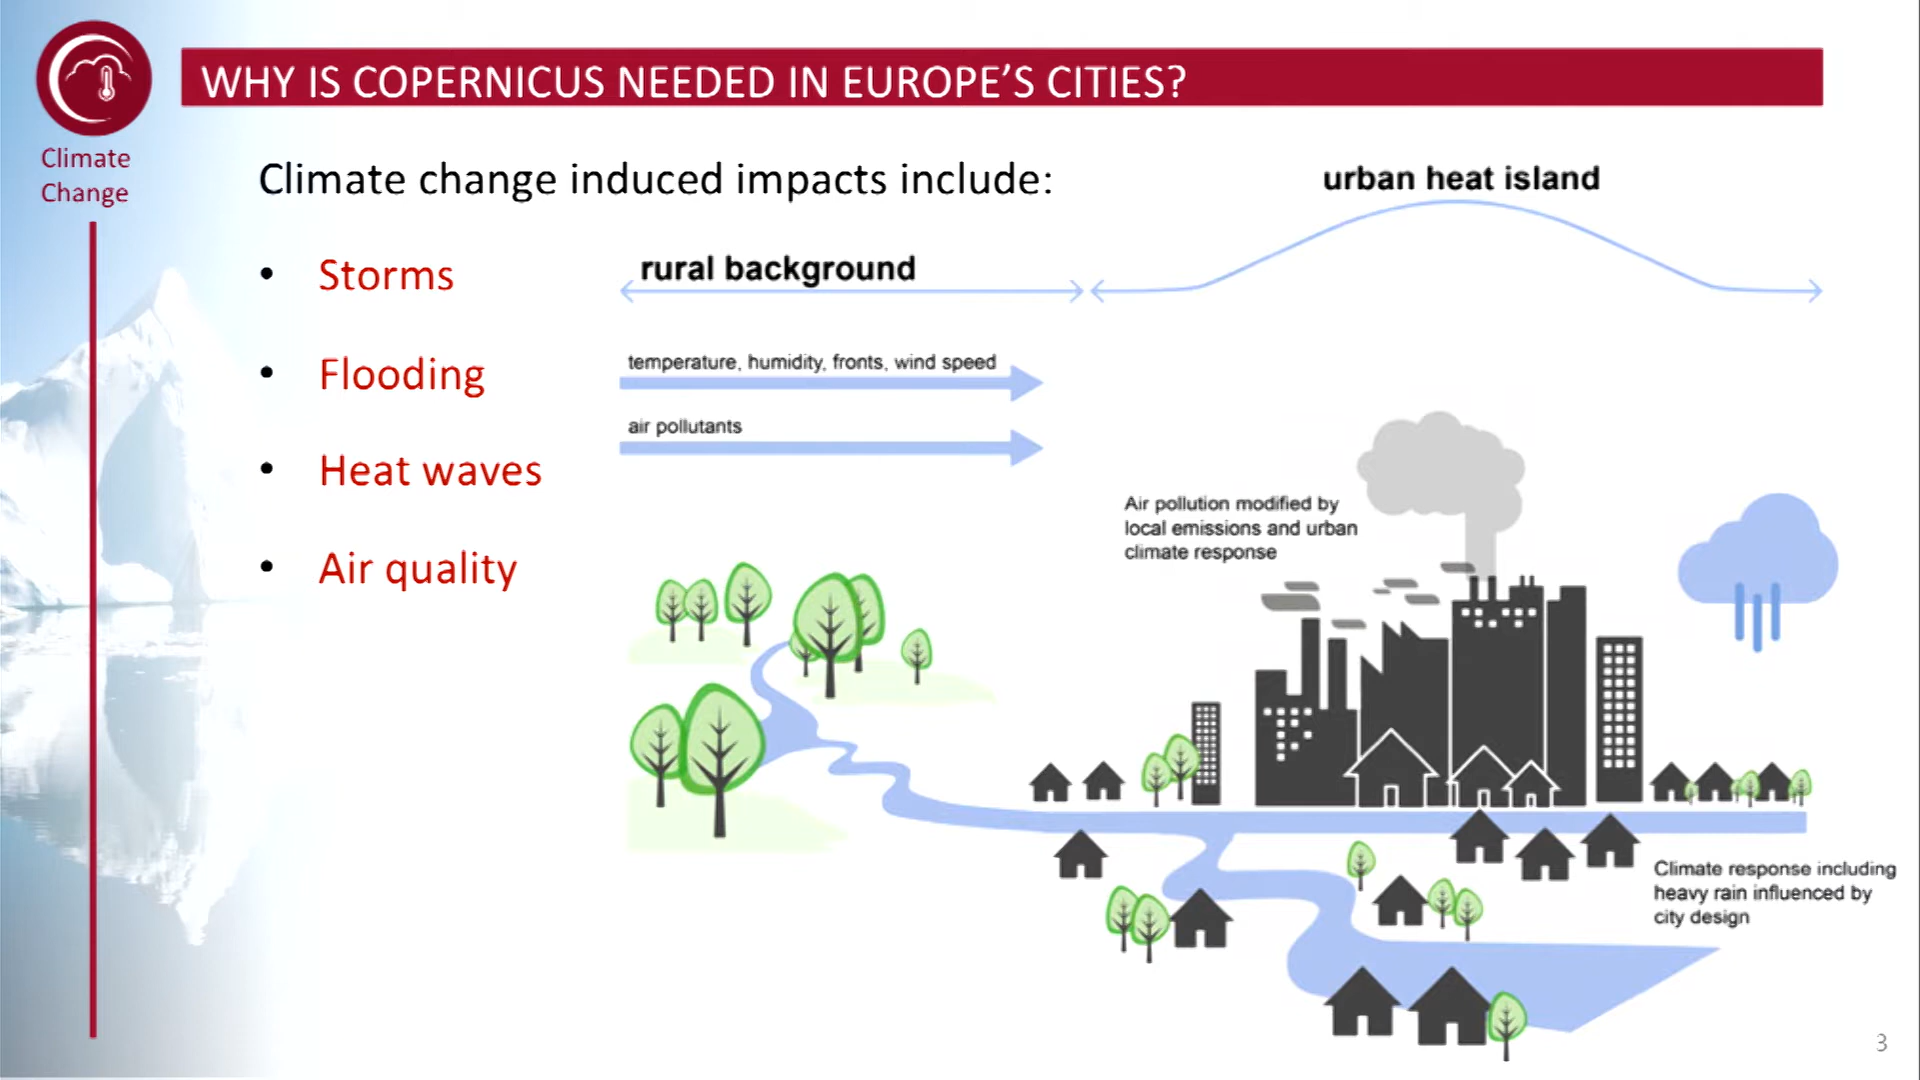 WHY IS COPERNICUS NEEDED IN EUROPE'S CITIES?
Climate
Change
Climate change induced impacts include:
• Storms
• Flooding
• Heat waves
• Air quality
urban heat island
rural background
temperature, humidity, fronts, wind speed
air pollutants
Air pollution modified by
local emissions and urban
climate response
Climate response including
heavy rain influenced by
city design
3